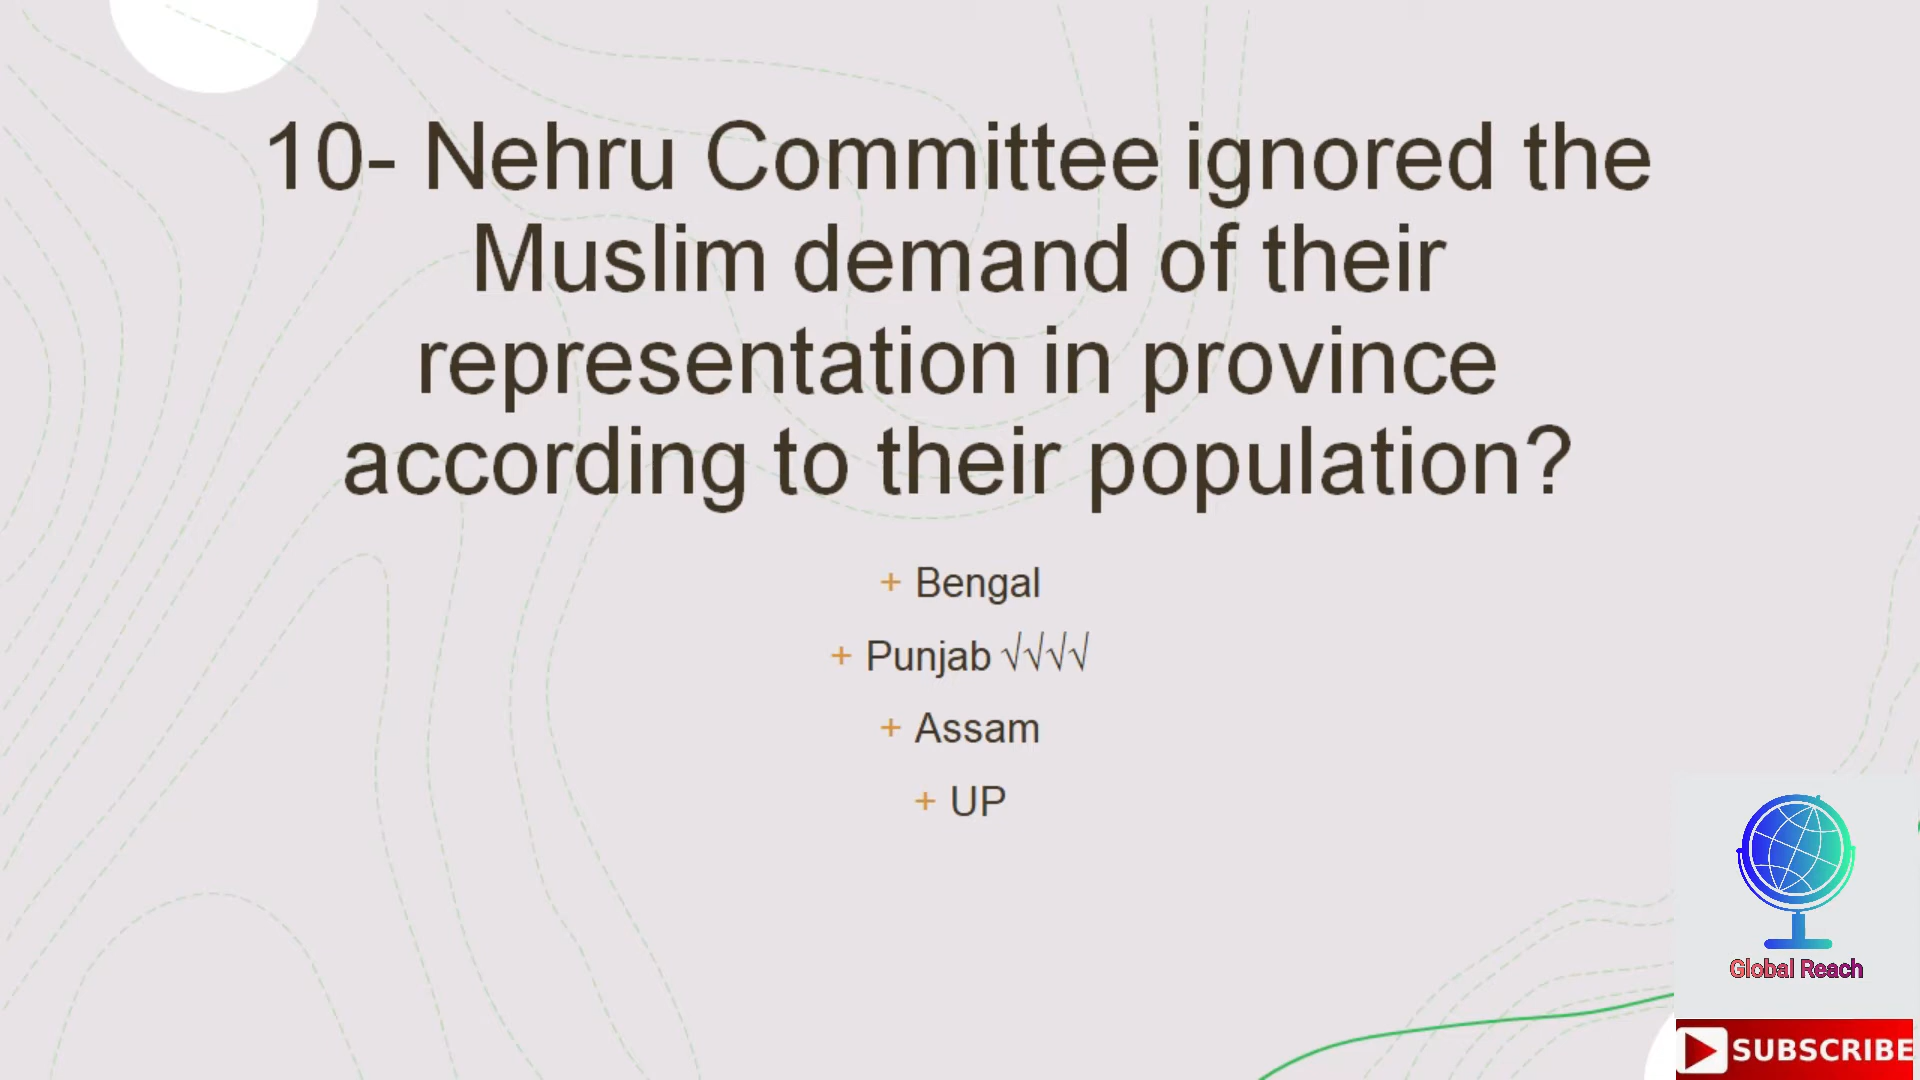 10- Nehru Committee ignored the
Muslim demand of their
representation in province
according to their population?
+ Bengal
+ Punjab √√√√
+ Assam
+ UP
Global Reach
SUBSCRIBE